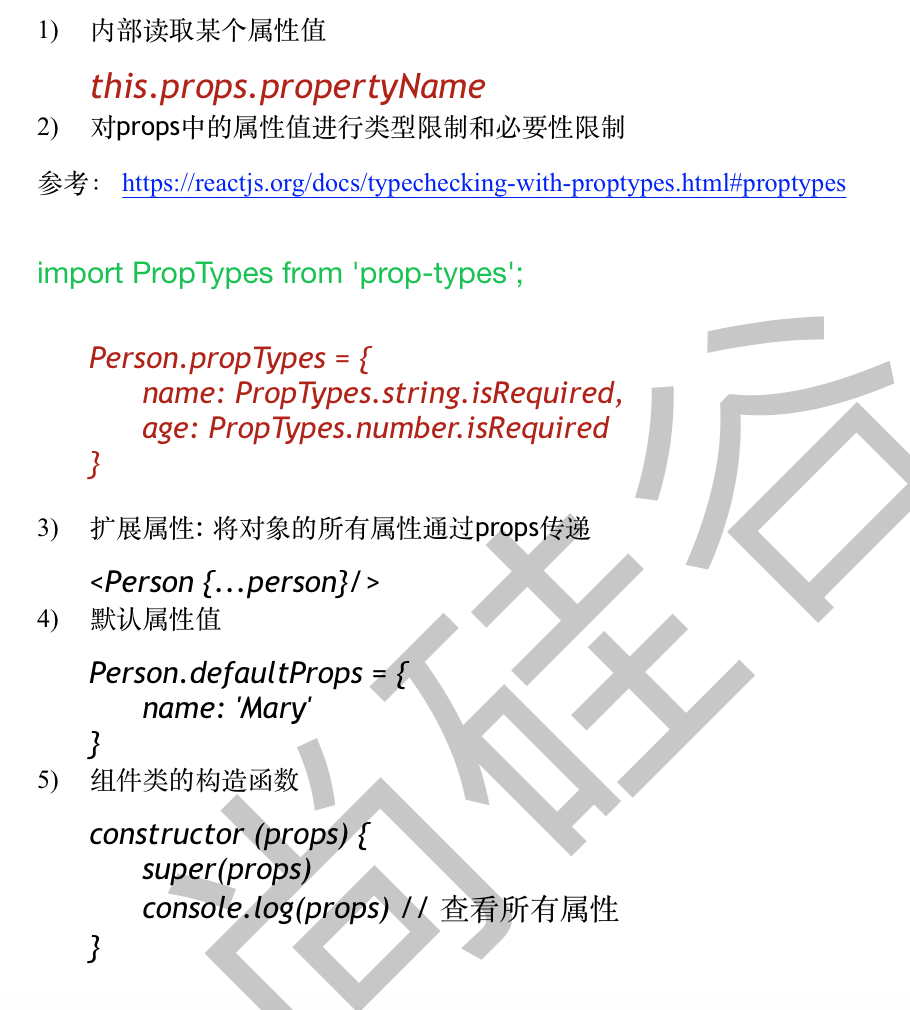 1) 内部读取某个属性值
this.props.propertyName
2) 对props中的属性值进行类型限制和必要性限制
参考： https://reactjs.org/docs/typechecking-with-proptypes.html#proptypes
import PropTypes from 'prop-types';
Person.propTypes = {
name: PropTypes.string.isRequired,
age: PropTypes.number.isRequired
}
3) 扩展属性: 将对象的所有属性通过props传递
<Person {...person}/>
4) 默认属性值
Person.defaultProps = {
name: 'Mary'
}
5) 组件类的构造函数
constructor (props) {
super(props)
console.log(props) // 查看所有属性
}
尚硅谷